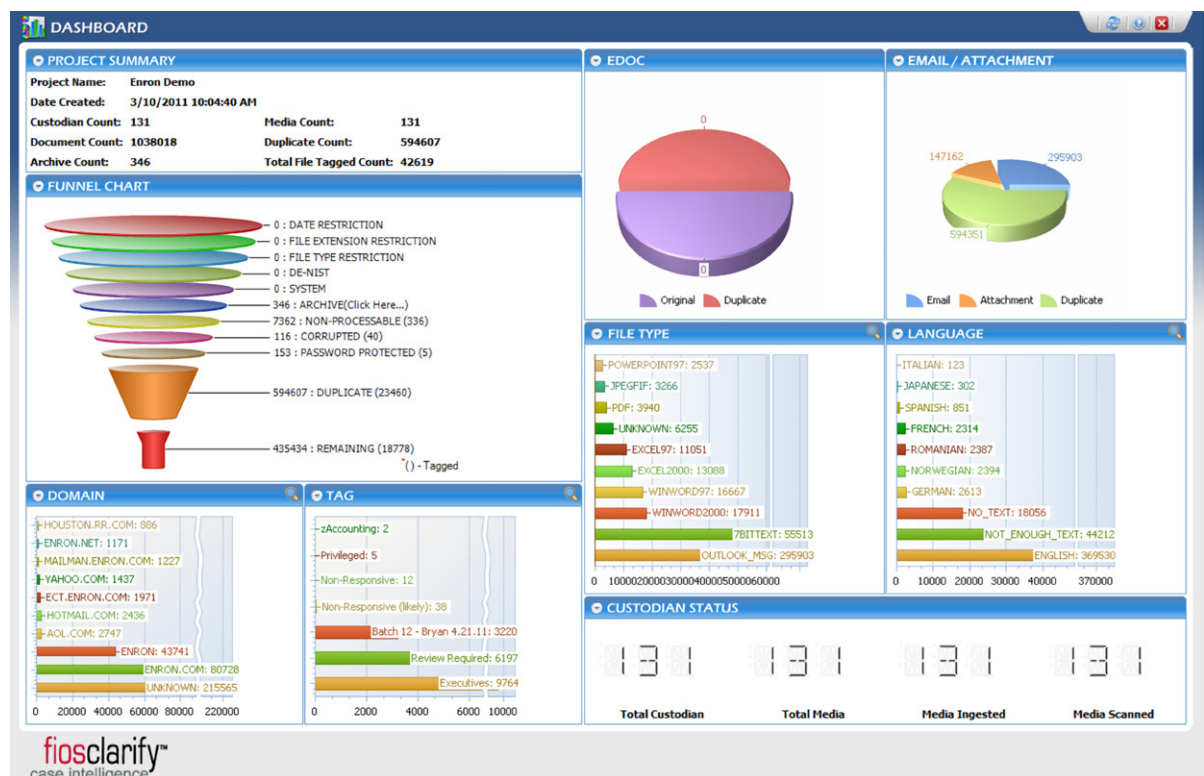 DASHBOARD
PROJECT SUMMARY
Project Name: Enron Demo
Date Created: 3/10/2011 10:04:40 AM
Custodian Count: 131 Media Count: 131
Document Count: 1038018 Duplicate Count: 594607
Archive Count: 346 Total File Tagged Count: 42619
FUNNEL CHART
0 : DATE RESTRICTION
0 : FILE EXTENSION RESTRICTION
0 : FILE TYPE RESTRICTION
0 : DE-NIST
0 : SYSTEM
346 : ARCHIVE(Click Here...)
7362 : NON-PROCESSABLE (336)
116 : CORRUPTED (40)
153 : PASSWORD PROTECTED (5)
594607 : DUPLICATE (23460)
435434 : REMAINING (18778)
*() - Tagged
EDOC
0
0
Original Duplicate
EMAIL / ATTACHMENT
147162
295903
594351
Email Attachment Duplicate
DOMAIN
HOUSTON.RR.COM: 886
ENRON.NET: 1171
MAILMAN.ENRON.COM: 1227
YAHOO.COM: 1437
ECT.ENRON.COM: 1971
HOTMAIL.COM: 2436
AOL.COM: 2747
ENRON: 43741
ENRON.COM: 80728
UNKNOWN: 215565
0 20000 40000 60000 80000 220000
TAG
zAccounting: 2
Privileged: 5
Non-Responsive: 12
Non-Responsive (likely): 38
Batch 12 - Bryan 4.21.11: 3220
Review Required: 6197
Executives: 9764
0 2000 4000 6000 10000
FILE TYPE
POWERPOINT97: 2537
JPEGFIF: 3266
PDF: 3940
UNKNOWN: 6255
EXCEL97: 11051
EXCEL2000: 13088
WINWORD97: 16667
WINWORD2000: 17911
7BITTEXT: 55513
OUTLOOK_MSG: 295903
0 100002000030000400005000060000
LANGUAGE
ITALIAN: 123
JAPANESE: 302
SPANISH: 851
FRENCH: 2314
ROMANIAN: 2387
NORWEGIAN: 2394
GERMAN: 2613
NO_TEXT: 18056
NOT_ENOUGH_TEXT: 44212
ENGLISH: 369530
0 10000 20000 30000 40000 370000
CUSTODIAN STATUS
131 131 131 131
Total Custodian Total Media Media Ingested Media Scanned
fiosclarify™
case intelligence